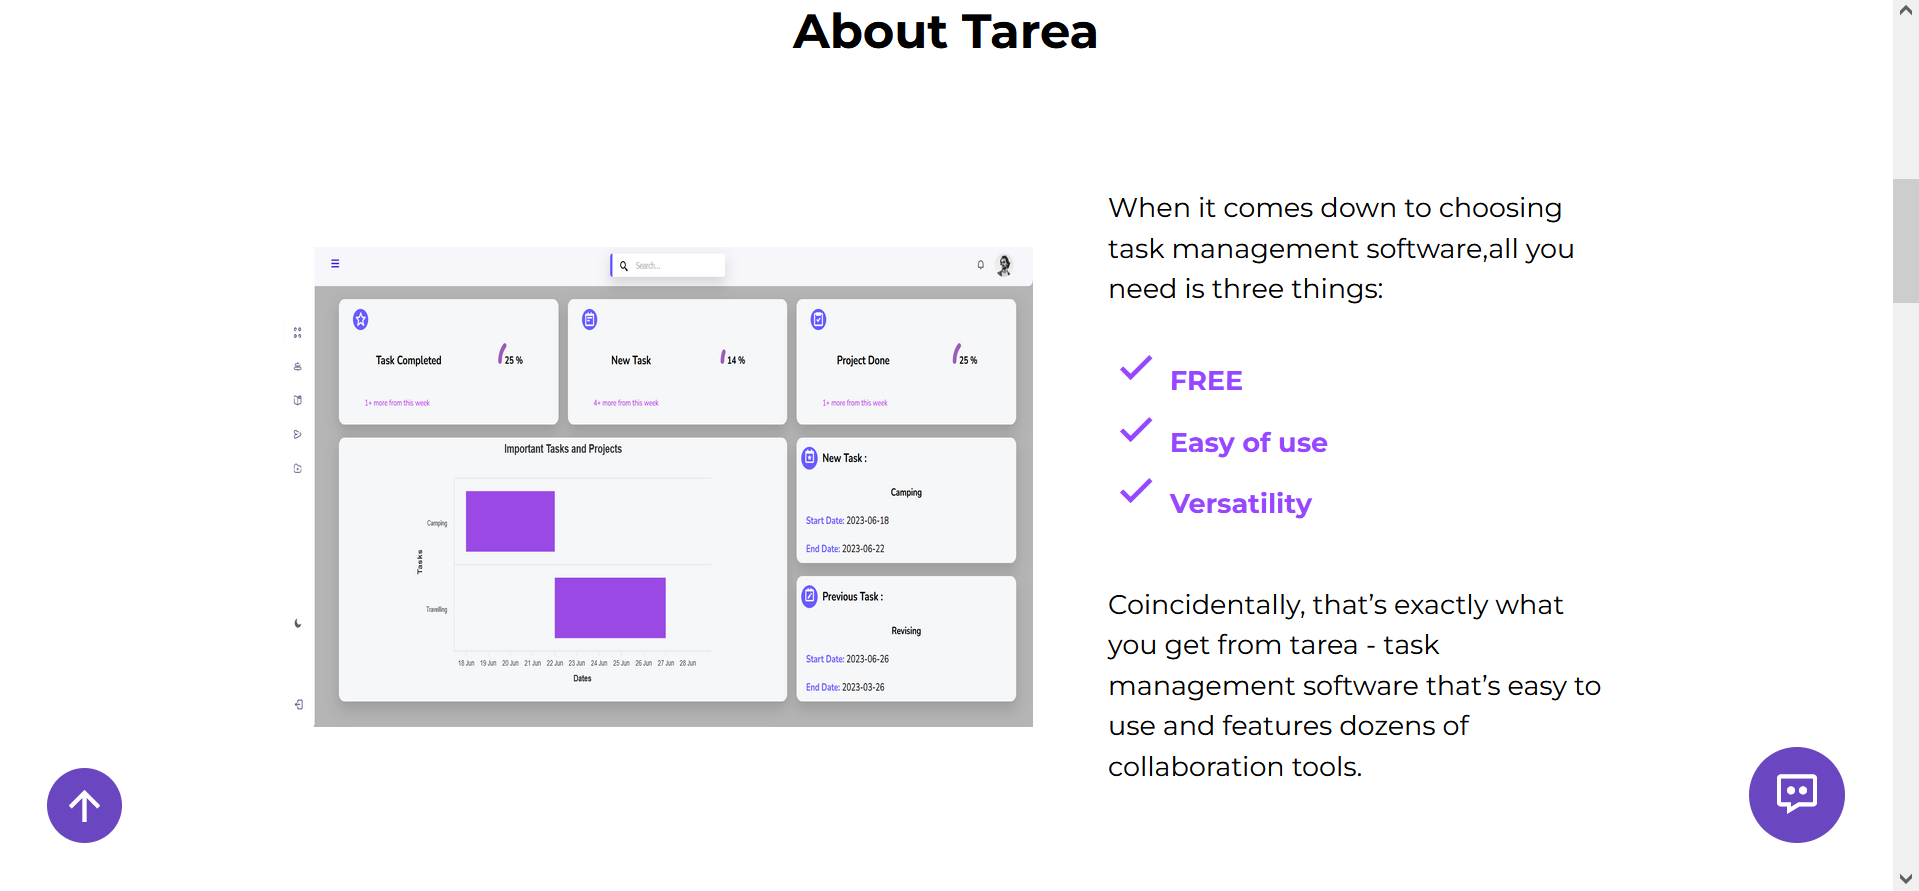 About Tarea
Search...
Task Completed
25 %
1+ more from this week
New Task
14 %
4+ more from this week
Project Done
25 %
1+ more from this week
Important Tasks and Projects
Tasks
Camping
Travelling
18 Jun 19 Jun 20 Jun 21 Jun 22 Jun 23 Jun 24 Jun 25 Jun 26 Jun 27 Jun 28 Jun
Dates
New Task :
Camping
Start Date: 2023-06-18
End Date: 2023-06-22
Previous Task :
Revising
Start Date: 2023-06-26
End Date: 2023-03-26
When it comes down to choosing
task management software,all you
need is three things:
FREE
Easy of use
Versatility
Coincidentally, that’s exactly what
you get from tarea - task
management software that’s easy to
use and features dozens of
collaboration tools.